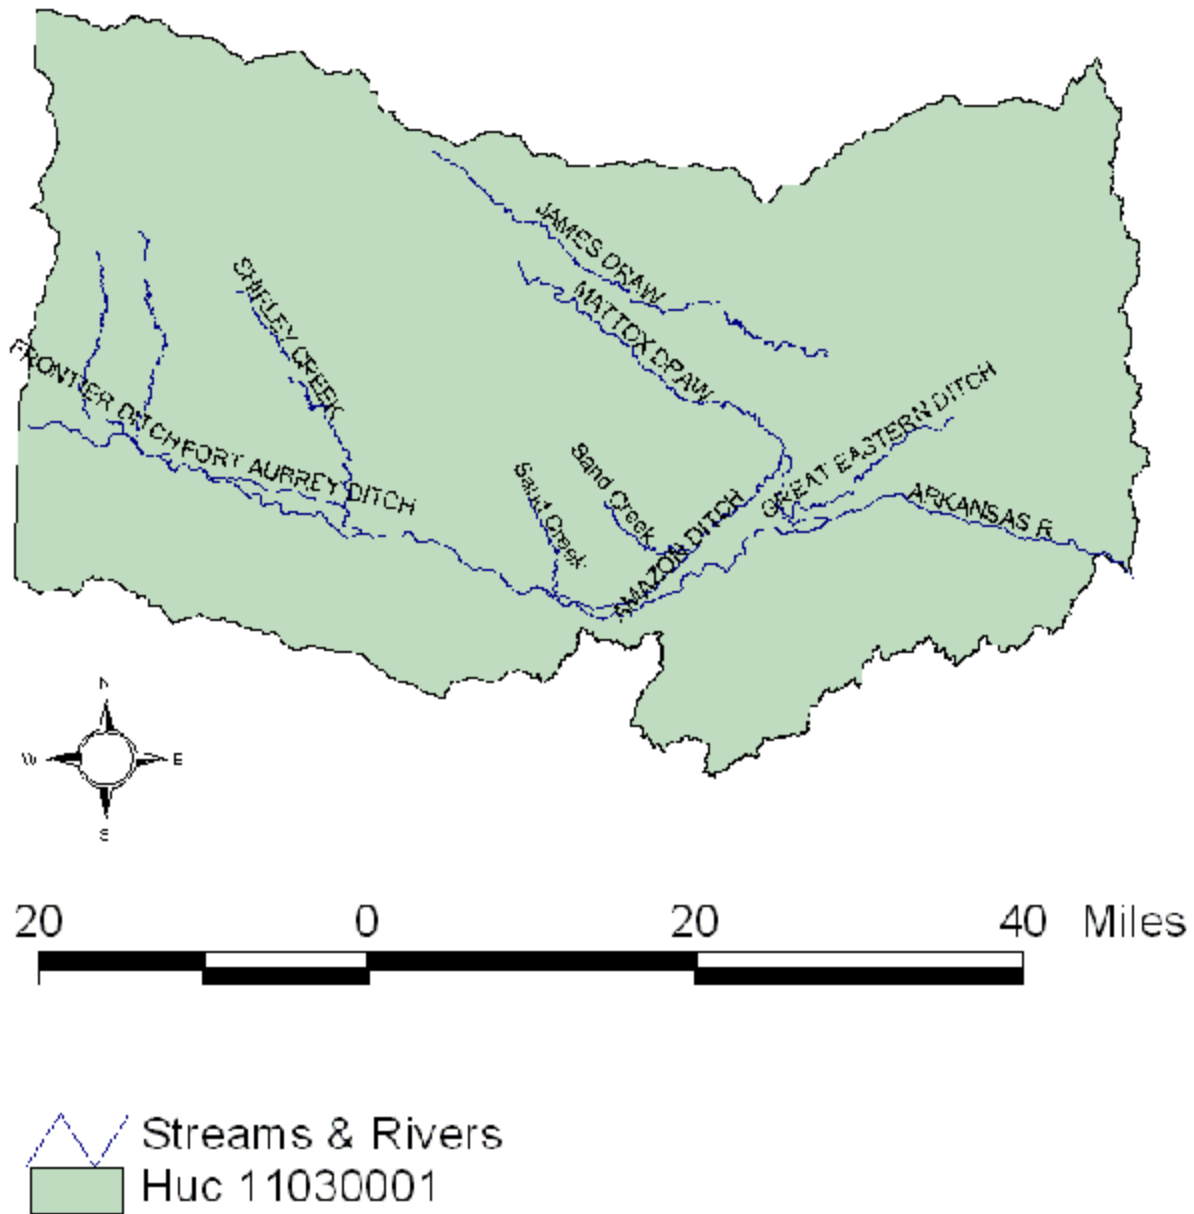 JAMES DRAW
SHIRLEY CREEK
MATTOX DRAW
FRONTIER DITCH
FORT AUBREY DITCH
GREAT EASTERN DITCH
Sand Creek
Sand Creek
AMAZON DITCH
ARKANSAS R
N
W
E
S
20 0 20 40 Miles
Streams & Rivers
Huc 11030001